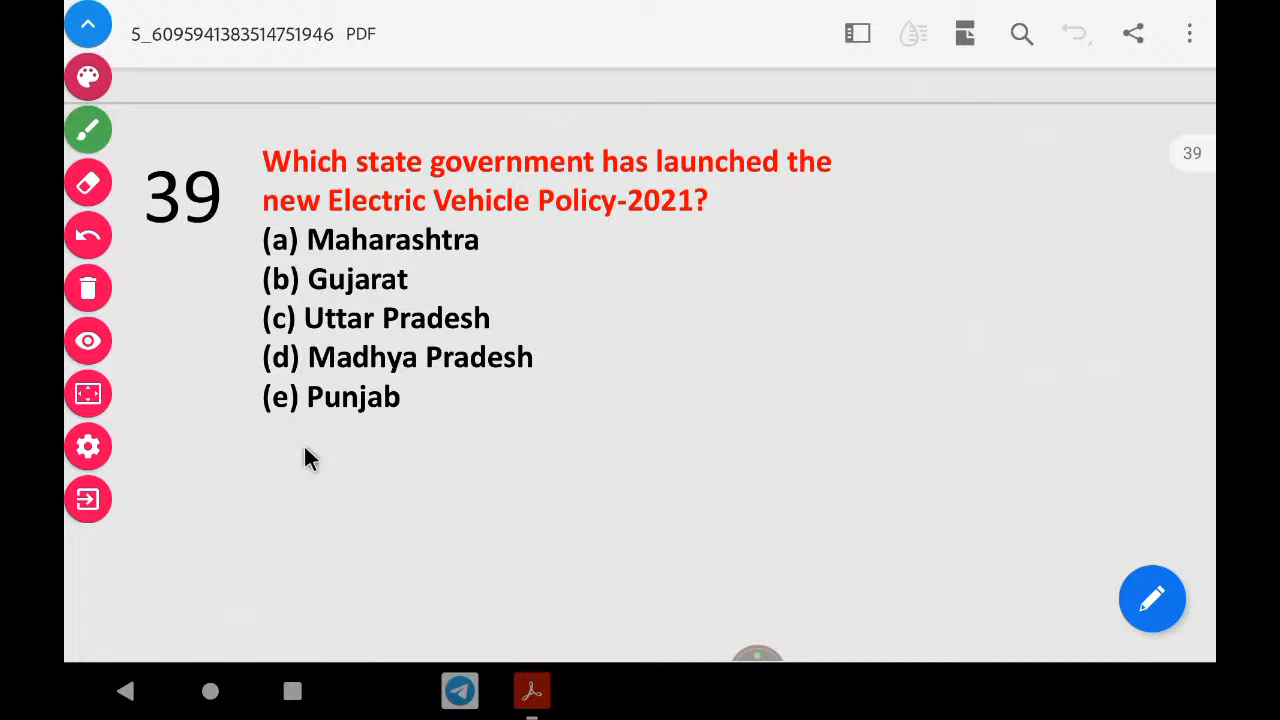 5_6095941383514751946 PDF
39
39
Which state government has launched the
new Electric Vehicle Policy-2021?
(a) Maharashtra
(b) Gujarat
(c) Uttar Pradesh
(d) Madhya Pradesh
(e) Punjab